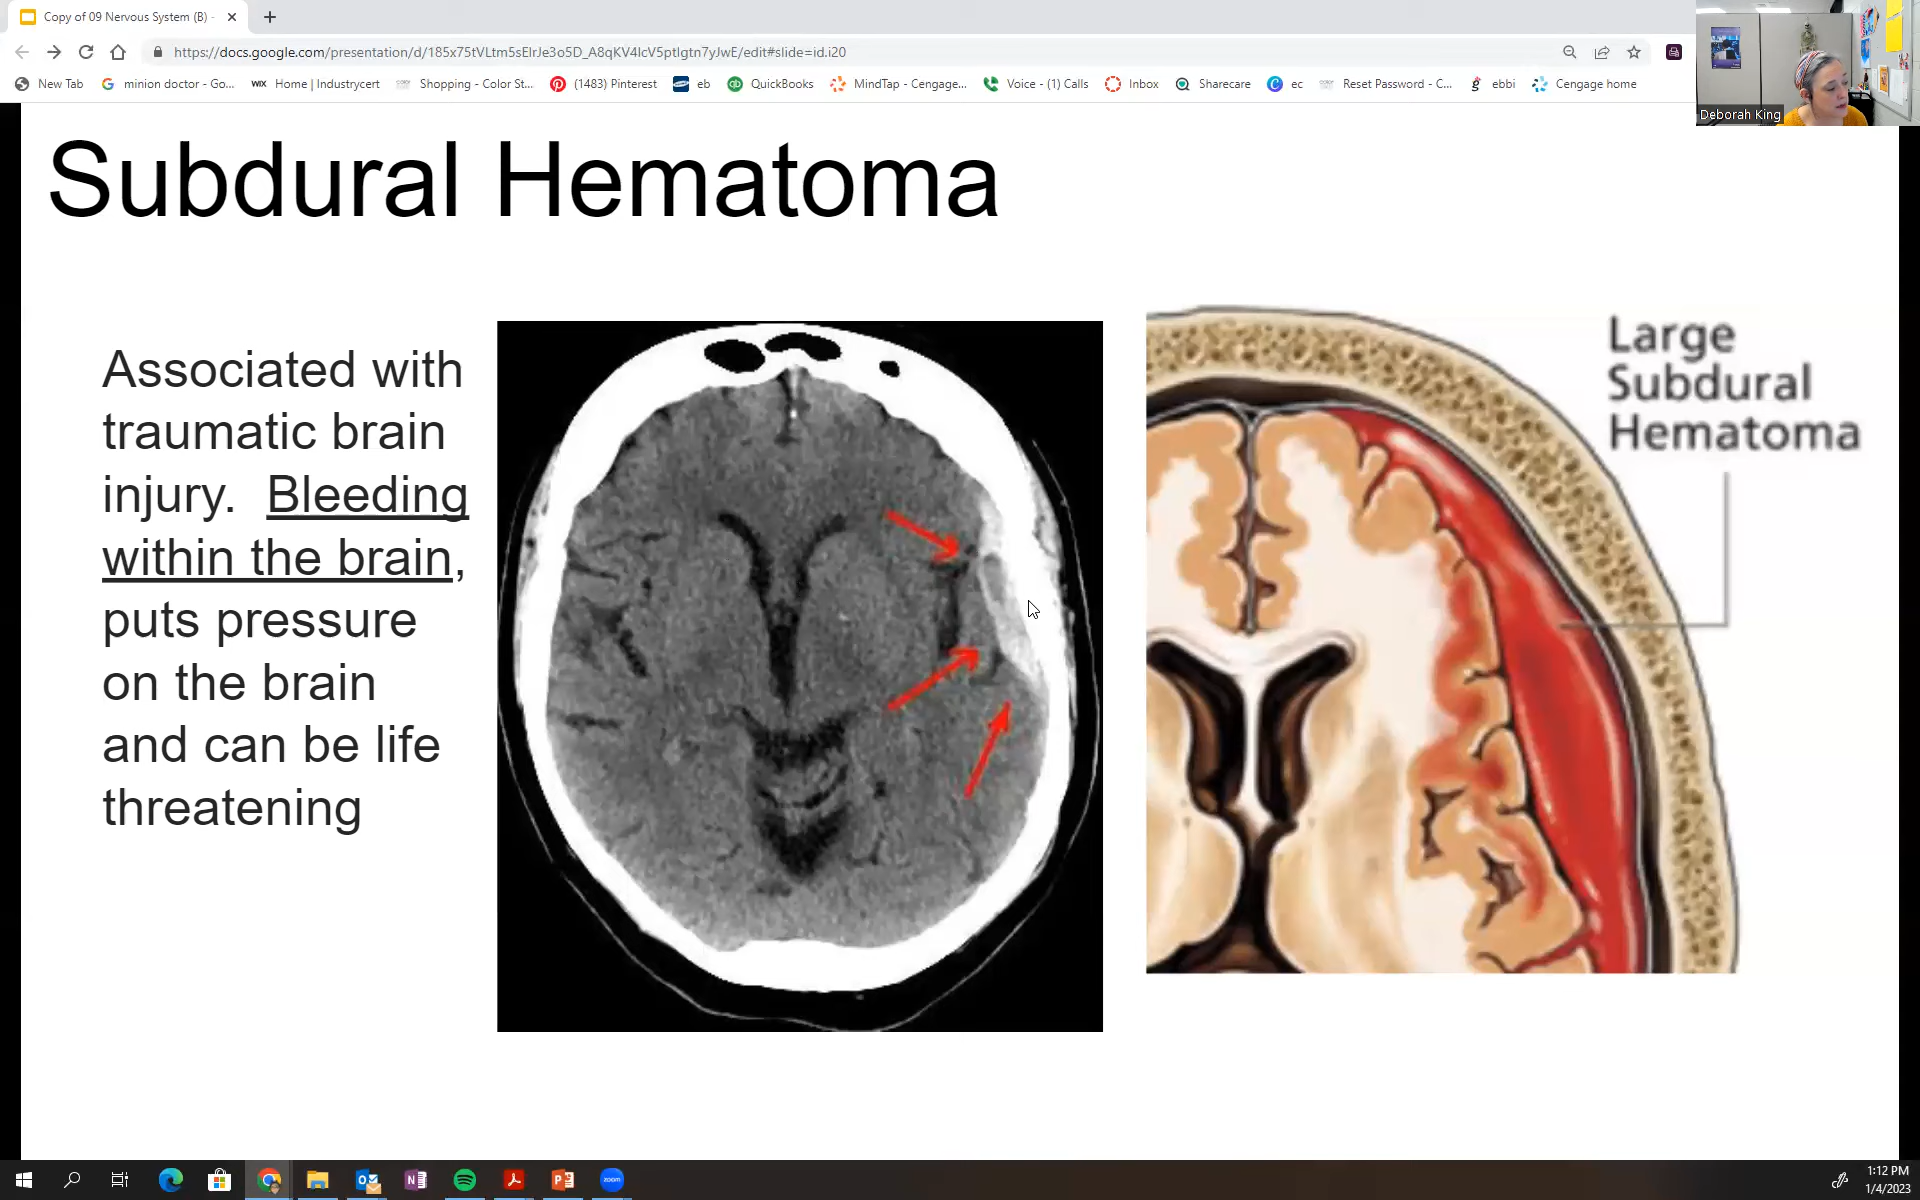 Copy of 09 Nervous System (B) -
https://docs.google.com/presentation/d/185x75tVLtm5sEIrJe3o5D_A8qKV4IcV5ptIgtn7yJwE/edit#slide=id.i20
New Tab
minion doctor - Go...
WIX Home | Industrycert
Shopping - Color St...
(1483) Pinterest
eb
QuickBooks
MindTap - Cengage...
Voice - (1) Calls
Inbox
Sharecare
ec
Reset Password - C...
ebbi
Cengage home
Deborah King
Subdural Hematoma
Associated with
traumatic brain
injury. Bleeding
within the brain,
puts pressure
on the brain
and can be life
threatening
Large
Subdural
Hematoma
zoom
1:12 PM
1/4/2023